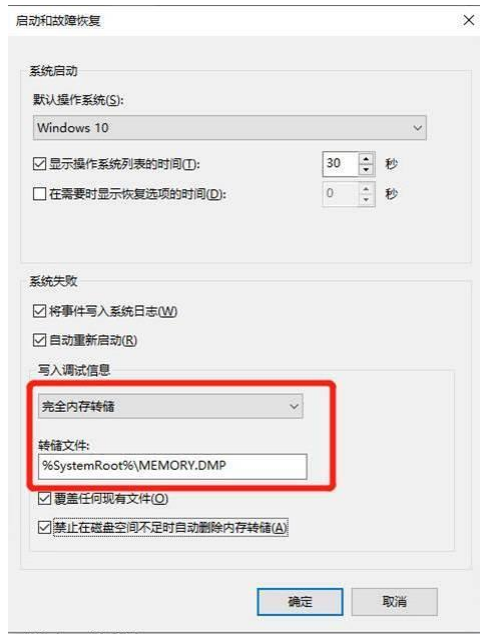 启动和故障恢复
系统启动
默认操作系统(S):
Windows 10
显示操作系统列表的时间(T):
30
秒
在需要时显示恢复选项的时间(D):
0
秒
系统失败
将事件写入系统日志(W)
自动重新启动(R)
写入调试信息
完全内存转储
转储文件:
%SystemRoot%\MEMORY.DMP
覆盖任何现有文件(O)
禁止在磁盘空间不足时自动删除内存转储(A)
确定
取消